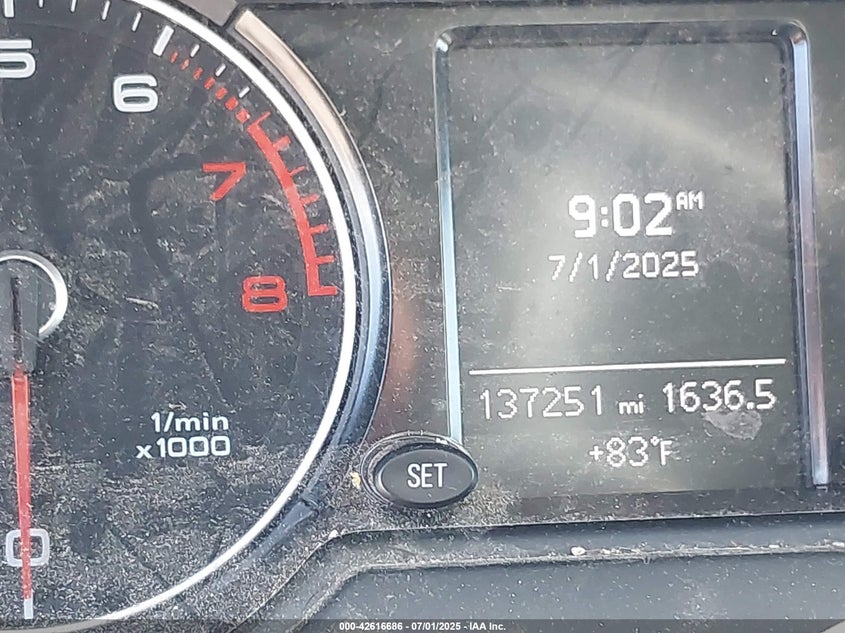 5
6
7
8
1/min
x1000
0
9:02 AM
7/1/2025
137251 mi 1636.5
+83°F
SET
000-42616686 - 07/01/2025 - IAA Inc.